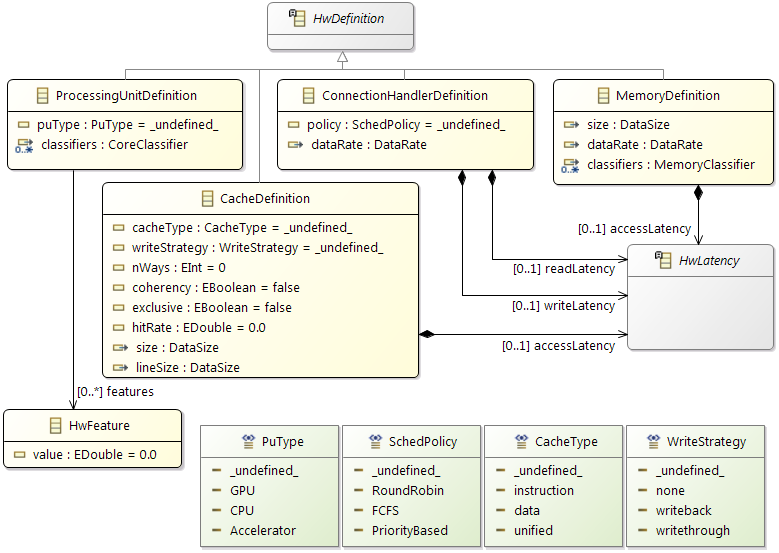 HwDefinition
ProcessingUnitDefinition
puType : PuType = _undefined_
classifiers : CoreClassifier
0..*
ConnectionHandlerDefinition
policy : SchedPolicy = _undefined_
dataRate : DataRate
MemoryDefinition
size : DataSize
dataRate : DataRate
classifiers : MemoryClassifier
0..*
CacheDefinition
cacheType : CacheType = _undefined_
writeStrategy : WriteStrategy = _undefined_
nWays : EInt = 0
coherency : EBoolean = false
exclusive : EBoolean = false
hitRate : EDouble = 0.0
size : DataSize
lineSize : DataSize
[0..1] accessLatency
[0..1] readLatency
[0..1] writeLatency
[0..1] accessLatency
HwLatency
[0..*] features
HwFeature
value : EDouble = 0.0
PuType
_undefined_
GPU
CPU
Accelerator
SchedPolicy
_undefined_
RoundRobin
FCFS
PriorityBased
CacheType
_undefined_
instruction
data
unified
WriteStrategy
_undefined_
none
writeback
writethrough